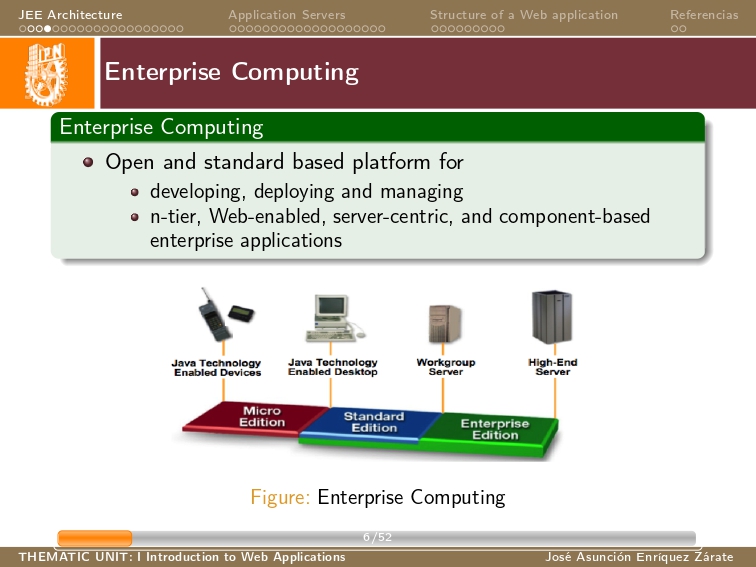 JEE Architecture Application Servers Structure of a Web application Referencias
IPN
Enterprise Computing
Enterprise Computing
Open and standard based platform for
developing, deploying and managing
n-tier, Web-enabled, server-centric, and component-based
enterprise applications
Java Technology
Enabled Devices
Java Technology
Enabled Desktop
Workgroup
Server
High-End
Server
Micro
Edition
Standard
Edition
Enterprise
Edition
Figure: Enterprise Computing
6/52
THEMATIC UNIT: I Introduction to Web Applications José Asunción Enríquez Zárate